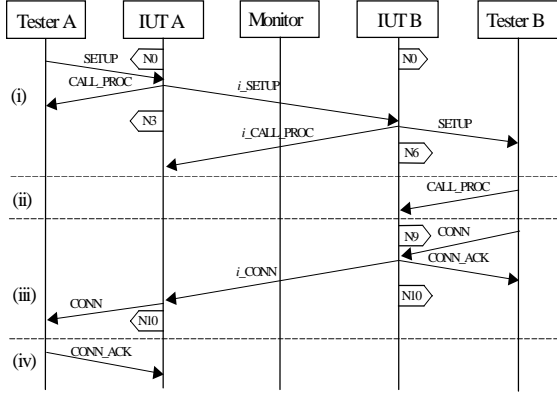 Tester A IUT A Monitor IUT B Tester B
SETUP N0 N0
CALL_PROC i_SETUP
(i)
N3 SETUP
i_CALL_PROC
N6
(ii) CALL_PROC
N9 CONN
i_CONN CONN_ACK
(iii) CONN N10
N10
(iv) CONN_ACK